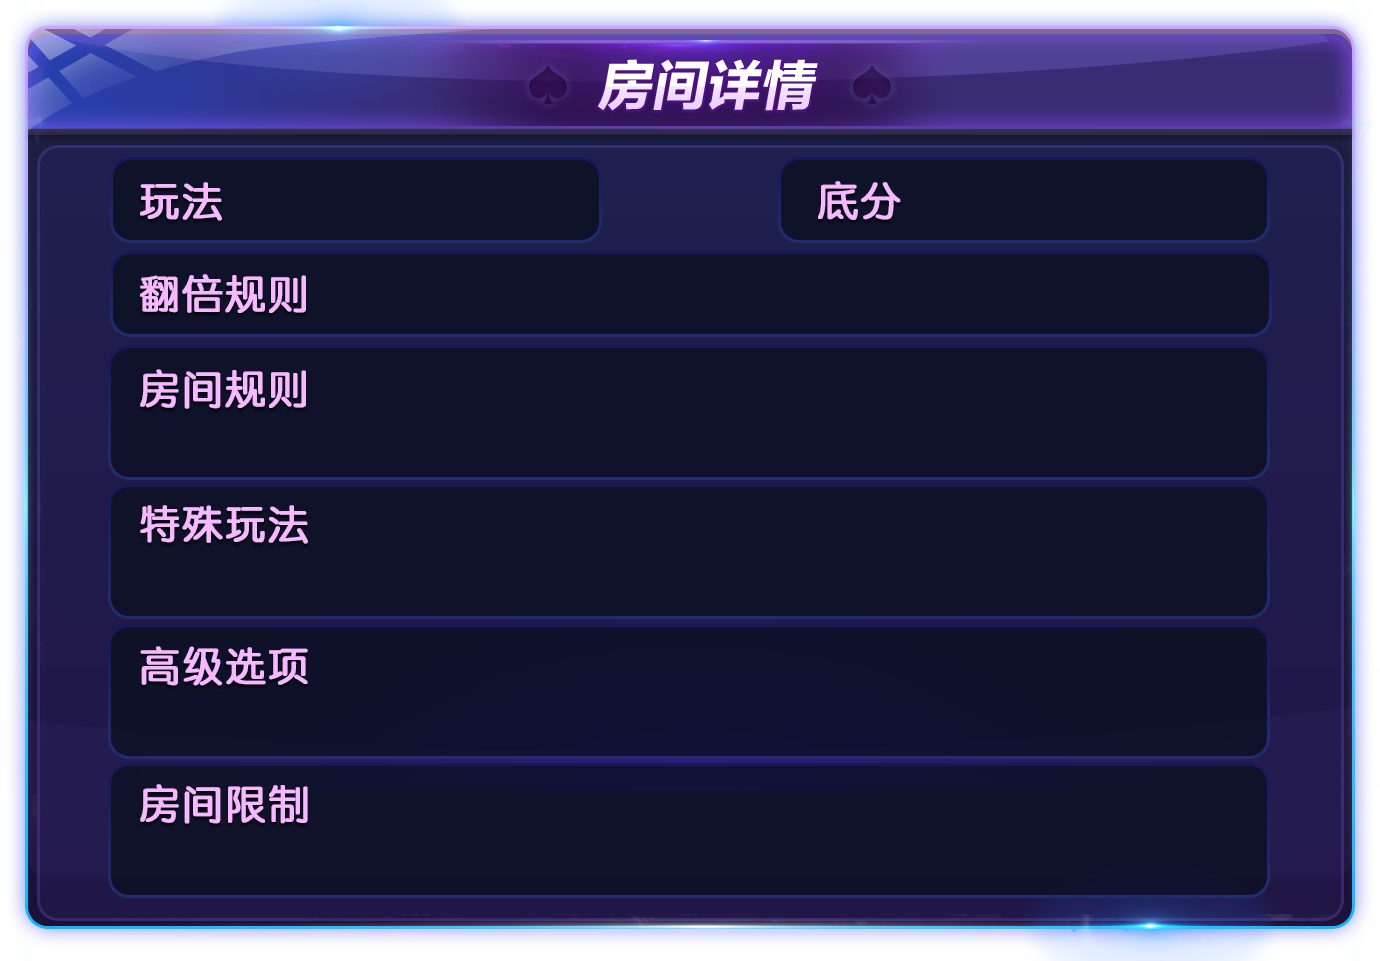 房间详情
玩法
底分
翻倍规则
房间规则
特殊玩法
高级选项
房间限制